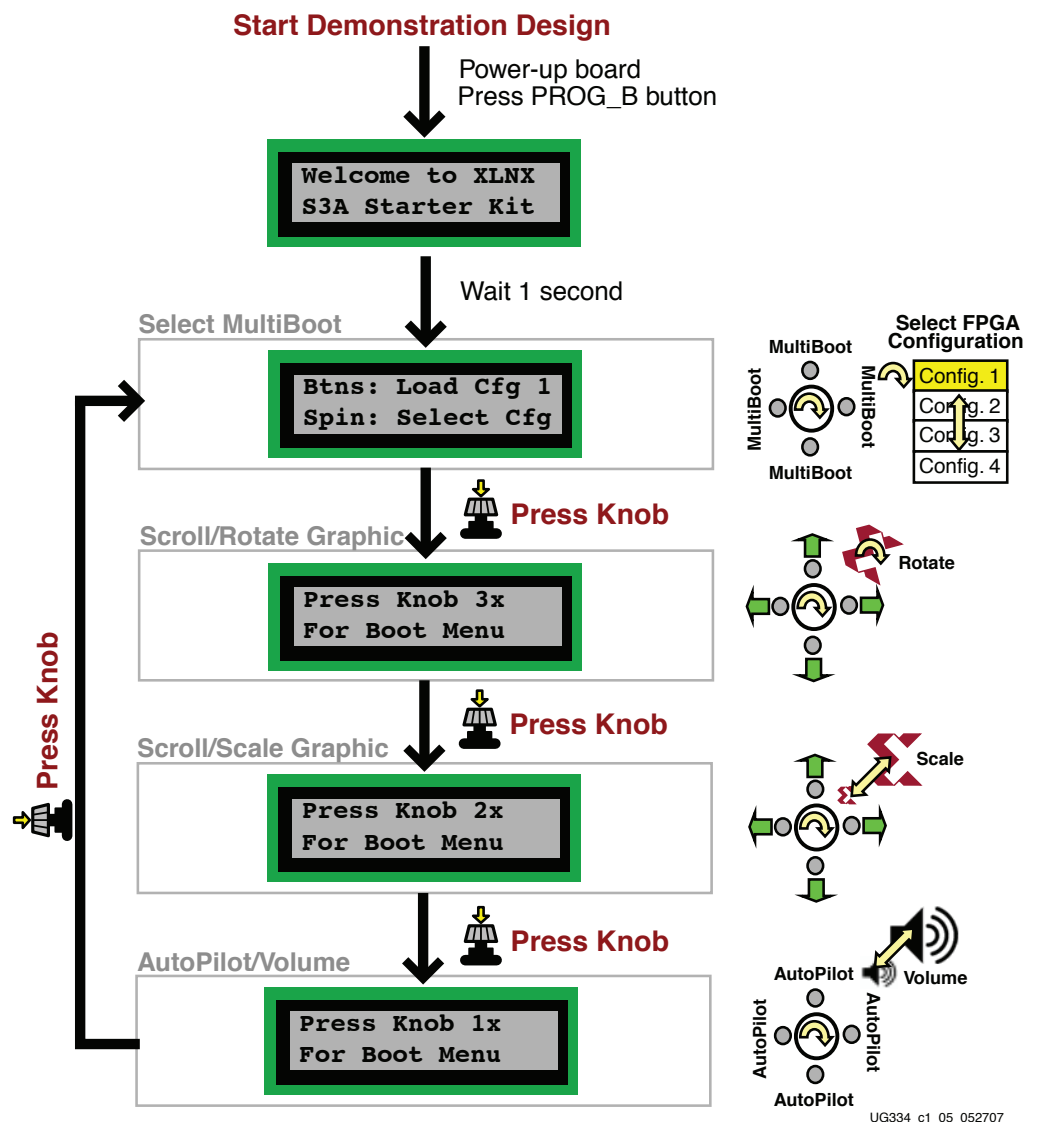 Start Demonstration Design
Power-up board
Press PROG_B button
Welcome to XLNX
S3A Starter Kit
Wait 1 second
Select MultiBoot
Btns: Load Cfg 1
Spin: Select Cfg
MultiBoot
MultiBoot
MultiBoot
MultiBoot
Select FPGA
Configuration
Config. 1
Config. 2
Config. 3
Config. 4
Press Knob
Scroll/Rotate Graphic
Press Knob 3x
For Boot Menu
Rotate
Press Knob
Press Knob
Scroll/Scale Graphic
Press Knob 2x
For Boot Menu
Scale
Press Knob
AutoPilot/Volume
Press Knob 1x
For Boot Menu
Volume
AutoPilot
AutoPilot
AutoPilot
AutoPilot
UG334_c1_05_052707